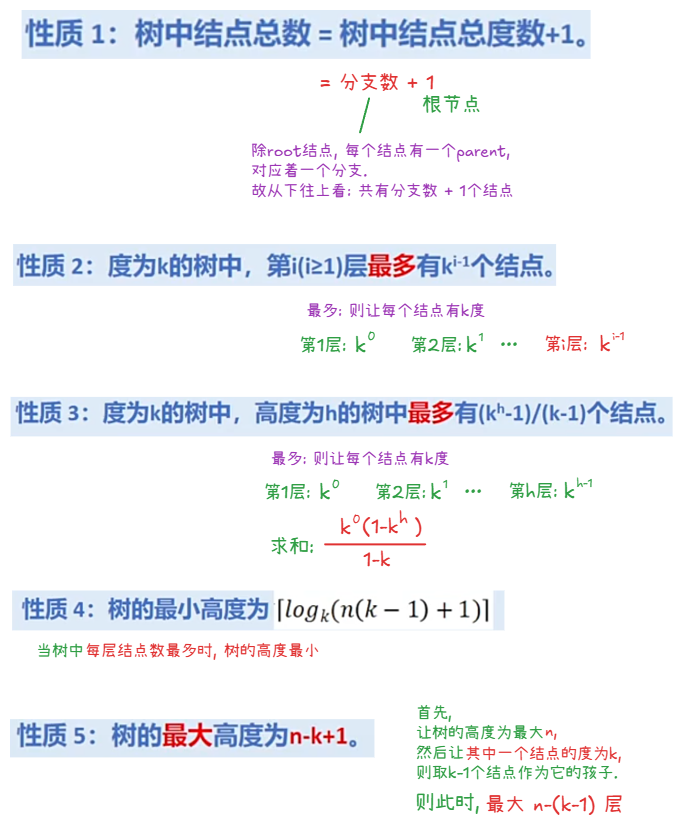 性质 1：树中结点总数 = 树中结点总度数+1。
= 分支数 + 1
根节点
除root结点, 每个结点有一个parent,
对应着一个分支.
故从下往上看: 共有分支数 + 1个结点
性质 2：度为k的树中，第i(i≥1)层最多有kⁱ⁻¹个结点。
最多: 则让每个结点有k度
第1层: k⁰ 第2层: k¹ … 第i层: kⁱ⁻¹
性质 3：度为k的树中，高度为h的树中最多有(kʰ-1)/(k-1)个结点。
最多: 则让每个结点有k度
第1层: k⁰ 第2层: k¹ … 第h层: kʰ⁻¹
求和: k⁰(1-kʰ)
1-k
性质 4：树的最小高度为⌈logₖ(n(k − 1) + 1)⌉
当树中每层结点数最多时, 树的高度最小
性质 5：树的最大高度为n-k+1。
首先,
让树的高度为最大n,
然后让其中一个结点的度为k,
则取k-1个结点作为它的孩子.
则此时, 最大 n-(k-1) 层